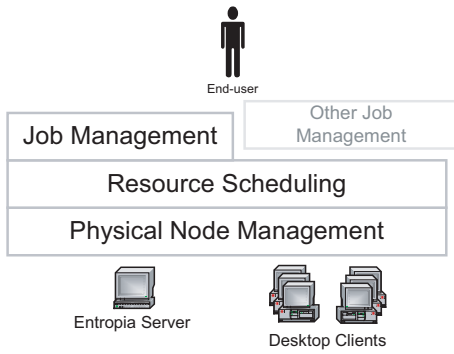 End-user
Other Job
Management
Job Management
Resource Scheduling
Physical Node Management
Entropia Server
Desktop Clients